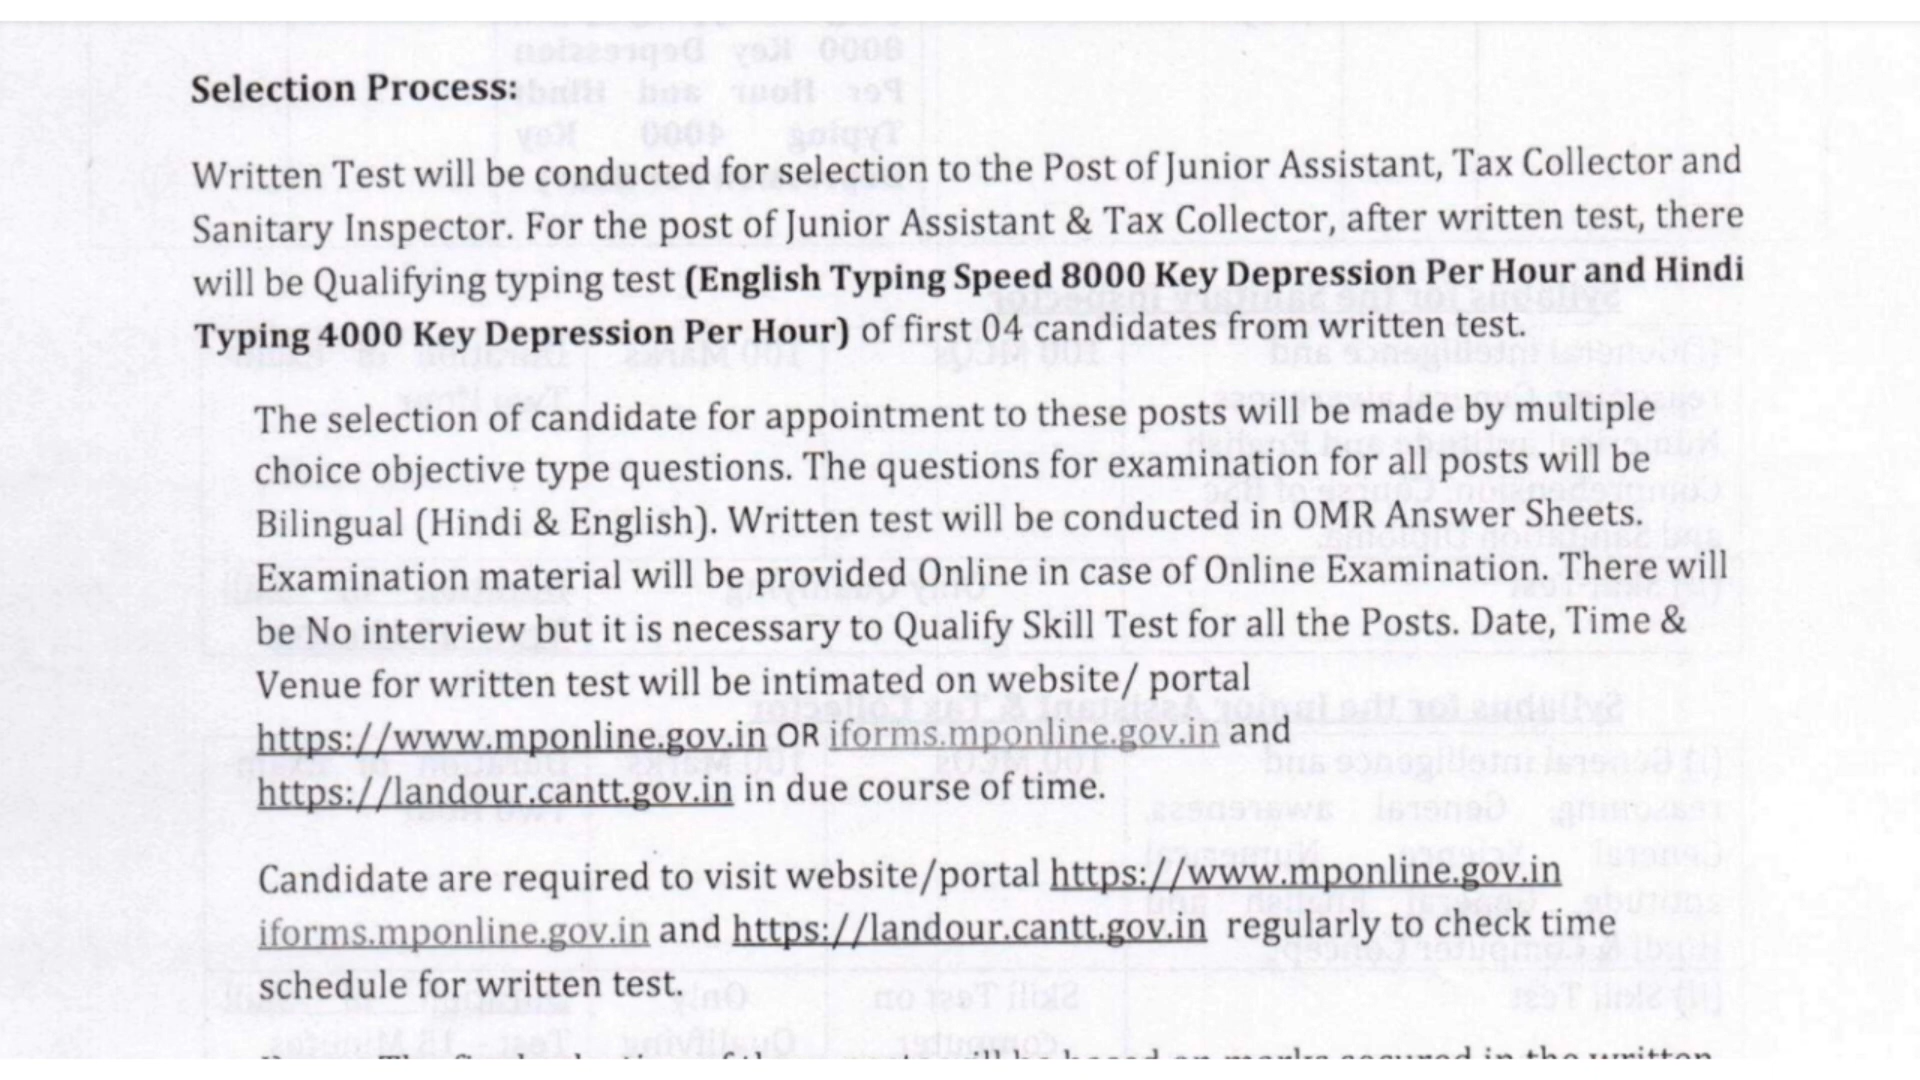 Selection Process:
Written Test will be conducted for selection to the Post of Junior Assistant, Tax Collector and
Sanitary Inspector. For the post of Junior Assistant & Tax Collector, after written test, there
will be Qualifying typing test (English Typing Speed 8000 Key Depression Per Hour and Hindi
Typing 4000 Key Depression Per Hour) of first 04 candidates from written test.
The selection of candidate for appointment to these posts will be made by multiple
choice objective type questions. The questions for examination for all posts will be
Bilingual (Hindi & English). Written test will be conducted in OMR Answer Sheets.
Examination material will be provided Online in case of Online Examination. There will
be No interview but it is necessary to Qualify Skill Test for all the Posts. Date, Time &
Venue for written test will be intimated on website/ portal
https://www.mponline.gov.in OR iforms.mponline.gov.in and
https://landour.cantt.gov.in in due course of time.
Candidate are required to visit website/portal https://www.mponline.gov.in
iforms.mponline.gov.in and https://landour.cantt.gov.in regularly to check time
schedule for written test.
based on marks secured in the written